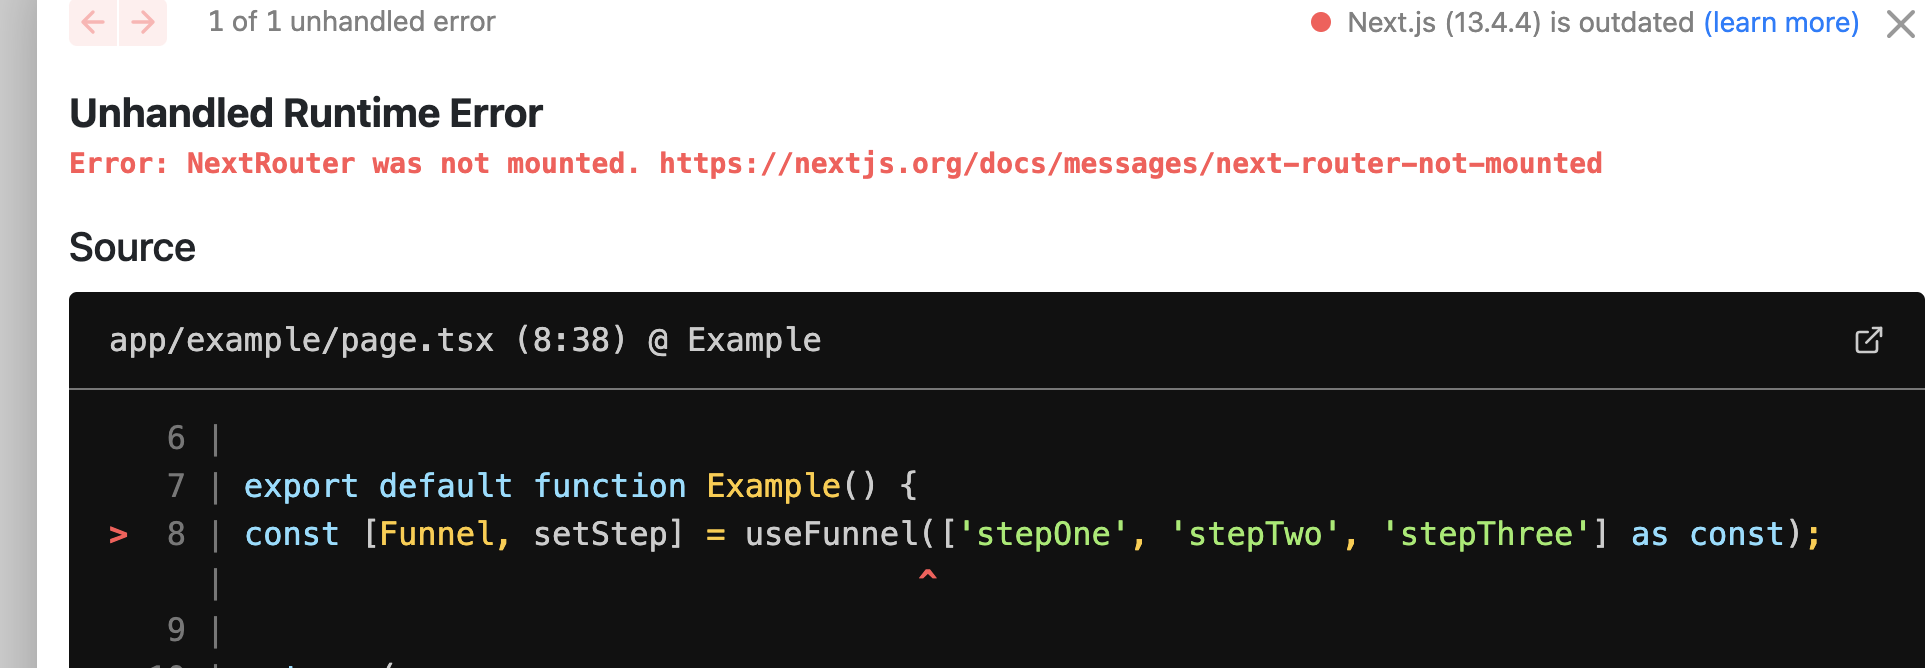 1 of 1 unhandled error
Next.js (13.4.4) is outdated (learn more)
Unhandled Runtime Error
Error: NextRouter was not mounted. https://nextjs.org/docs/messages/next-router-not-mounted
Source
app/example/page.tsx (8:38) @ Example
6 |
7 | export default function Example() {
> 8 | const [Funnel, setStep] = useFunnel(['stepOne', 'stepTwo', 'stepThree'] as const);
| ^
9 |